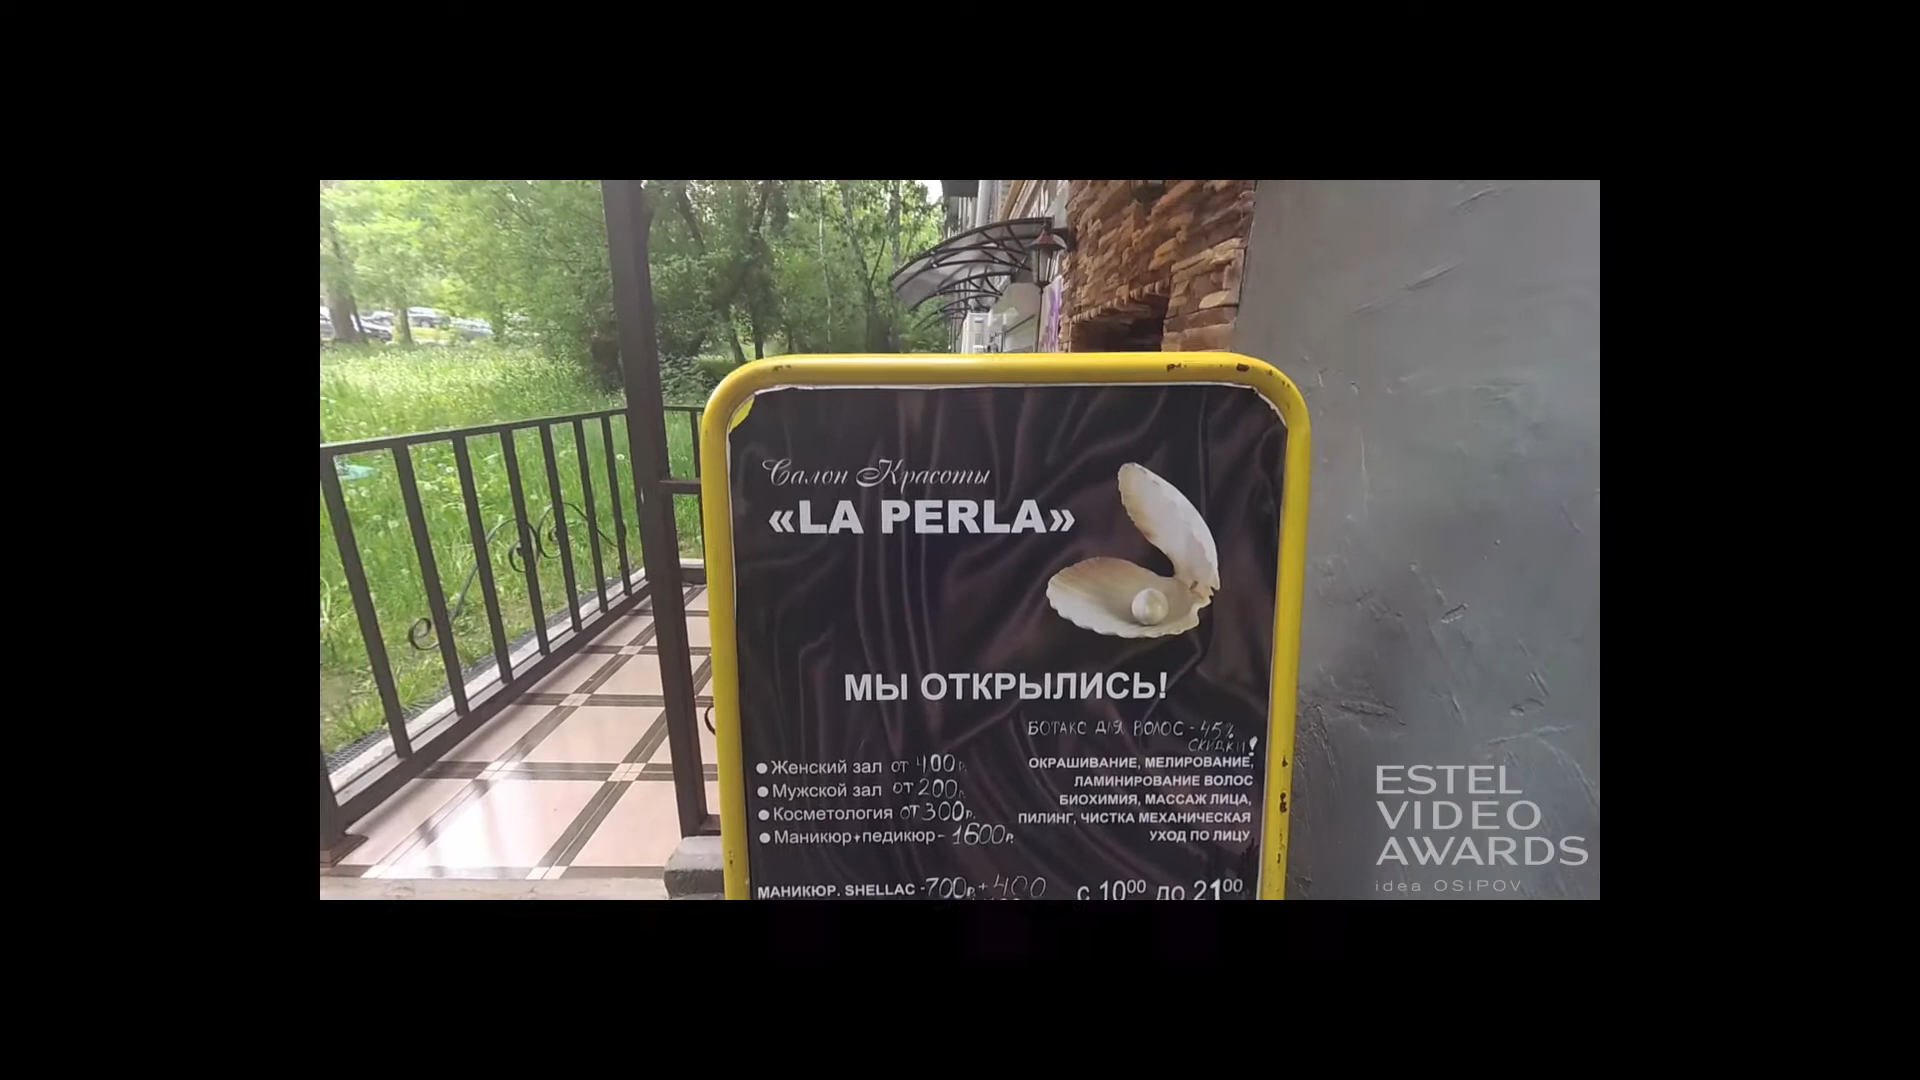 Салон Красоты
«LA PERLA»
МЫ ОТКРЫЛИСЬ!
БОТАКС ДЛЯ ВОЛОС - 45%
СКИДКИ!
● Женский зал от 400р.
● Мужской зал от 200р.
● Косметология от 300р.
● Маникюр+педикюр- 1600р.
ОКРАШИВАНИЕ, МЕЛИРОВАНИЕ,
ЛАМИНИРОВАНИЕ ВОЛОС
БИОХИМИЯ, МАССАЖ ЛИЦА,
ПИЛИНГ, ЧИСТКА МЕХАНИЧЕСКАЯ
УХОД ПО ЛИЦУ
МАНИКЮР. SHELLAC -700р.+400
с 10⁰⁰ до 21⁰⁰
ESTEL
VIDEO
AWARDS
idea OSIPOV